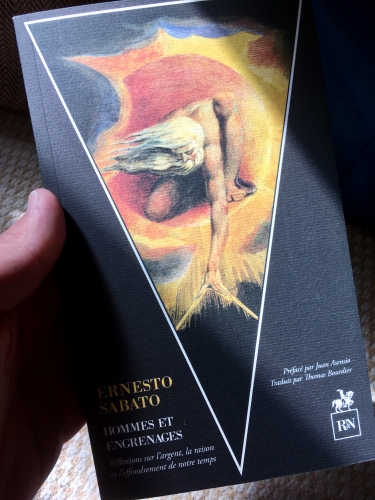 ERNESTO
SABATO
HOMMES ET
ENGRENAGES
Réflexions sur l'argent, la raison
et l'effondrement de notre temps
Préfacé par Juan Asensio
Traduit par Thomas Bourdier
RN